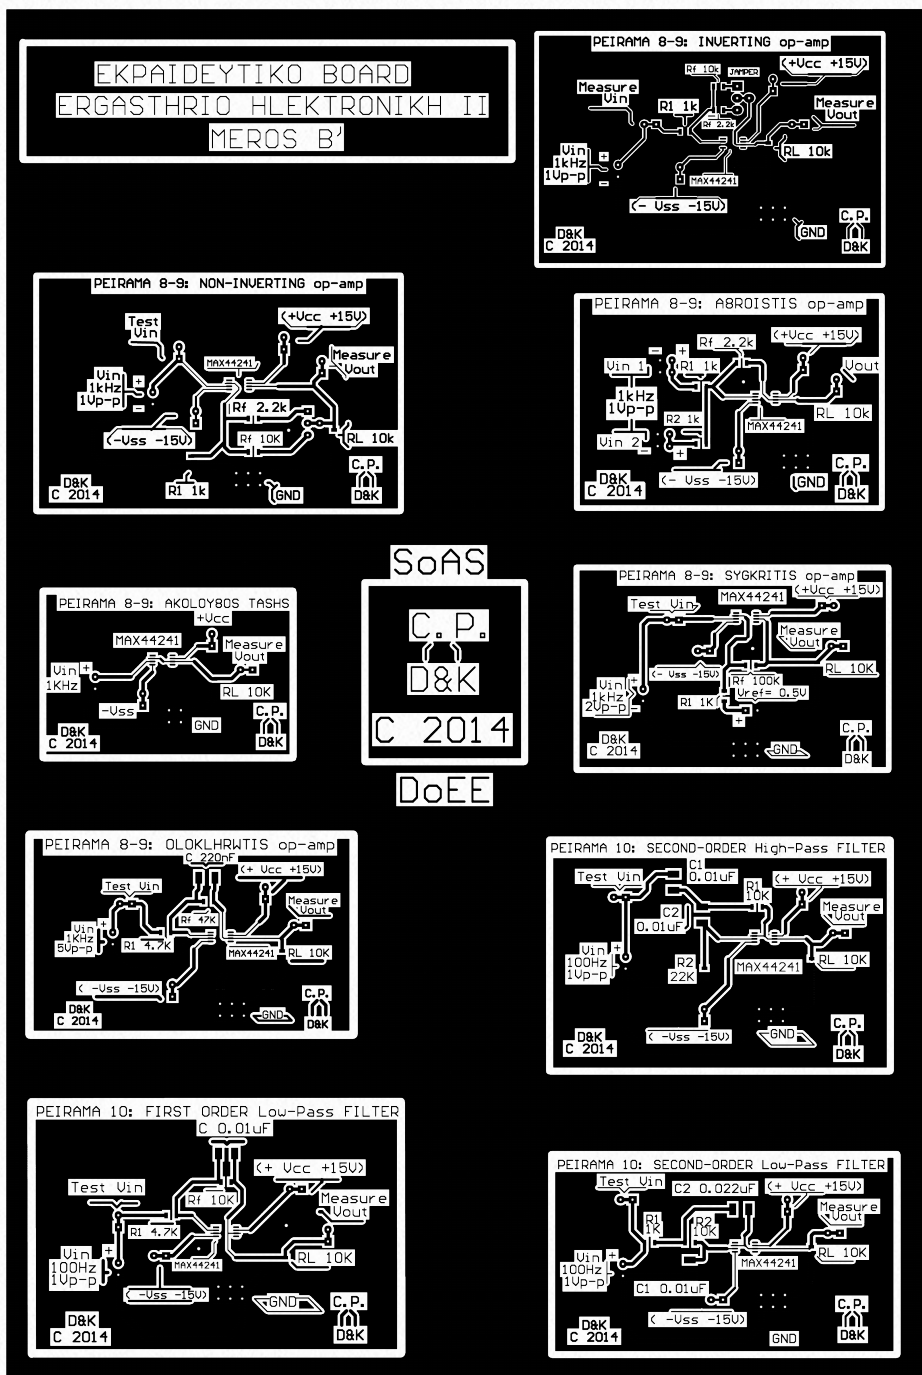 EKPAIDEYTIKO BOARD
ERGASTHRIO HLEKTRONIKH II
MEROS B'
PEIRAMA 8-9: INVERTING op-amp
Rf 10k
JAMPER
(+Vcc +15V)
Measure
Vin
R1 1k
Measure
Vout
Rf 2.2k
Vin
1kHz
1Vp-p
+
-
RL 10k
MAX44241
(- Vss -15V)
GND
D&K
C 2014
C.P.
D&K
PEIRAMA 8-9: NON-INVERTING op-amp
Test
Vin
(+Vcc +15V)
MAX44241
Measure
Vout
Vin
1kHz
1Vp-p
+
-
Rf 2.2k
(-Vss -15V)
Rf 10K
RL 10k
R1 1k
GND
D&K
C 2014
C.P.
D&K
PEIRAMA 8-9: A8ROISTIS op-amp
Rf 2.2k
(+Vcc +15V)
- +
Vin 1
R1 1k
Vout
1kHz
1Vp-p
R2 1k
RL 10k
MAX44241
Vin 2
- +
(- Vss -15V)
GND
D&K
C 2014
C.P.
D&K
SoAS
C.P.
D&K
C 2014
DoEE
PEIRAMA 8-9: AKOLOY8OS TASHS
+Vcc
MAX44241
Measure
Vout
Vin
1KHz
+
RL 10K
-Vss
GND
D&K
C 2014
C.P.
D&K
PEIRAMA 8-9: SYGKRITIS op-amp
MAX44241
(+Vcc +15V)
Test Vin
Measure
Vout
(- Vss -15V)
RL 10K
Rf 100k
Vref= 0.5V
Vin
1kHz
2Vp-p
+
-
R1 1K
+
GND
D&K
C 2014
C.P.
D&K
PEIRAMA 8-9: OLOKLHRWTIS op-amp
C 220nF
(+ Vcc +15V)
Test Vin
Measure
Vout
Rf 47K
Vin
1KHz
5Vp-p
+
-
R1 4.7K
MAX44241
RL 10K
( -Vss -15V)
GND
D&K
C 2014
C.P.
D&K
PEIRAMA 10: SECOND-ORDER High-Pass FILTER
C1
0.01uF
Test Vin
R1
10K
(+ Vcc +15V)
C2
0.01uF
Measure
Vout
Vin
100Hz
1Vp-p
+
-
R2
22K
MAX44241
RL 10K
( -Vss -15V)
GND
D&K
C 2014
C.P.
D&K
PEIRAMA 10: FIRST ORDER Low-Pass FILTER
C 0.01uF
(+ Vcc +15V)
Test Vin
Rf 10K
Measure
Vout
R1 4.7K
Vin
100Hz
1Vp-p
+
-
MAX44241
RL 10K
( -Vss -15V)
GND
D&K
C 2014
C.P.
D&K
PEIRAMA 10: SECOND-ORDER Low-Pass FILTER
Test Vin
C2 0.022uF
(+ Vcc +15V)
Measure
Vout
R1
1K
R2
10K
Vin
100Hz
1Vp-p
+
-
MAX44241
RL 10K
C1 0.01uF
( -Vss -15V)
GND
D&K
C 2014
C.P.
D&K